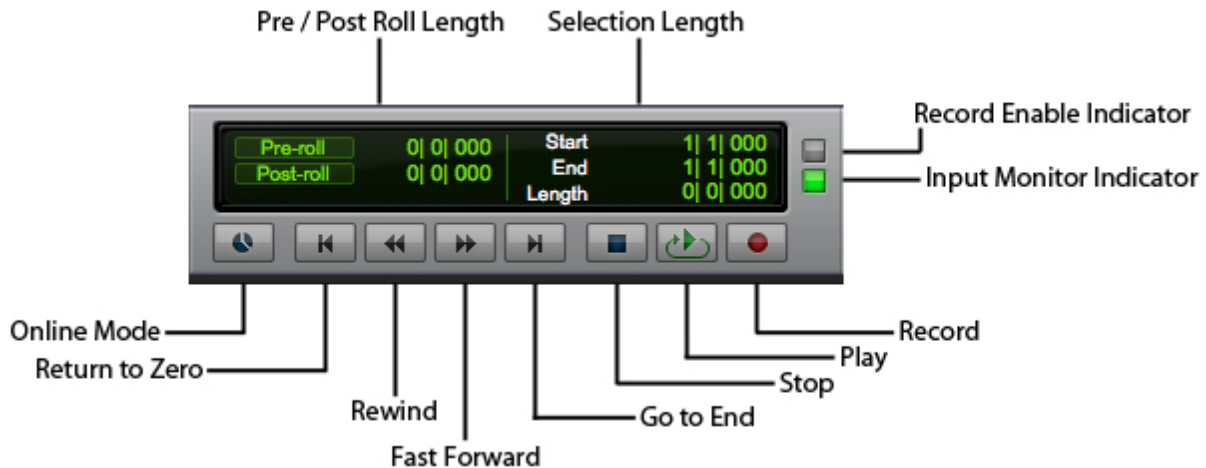 Pre / Post Roll Length
Selection Length
Record Enable Indicator
Input Monitor Indicator
Pre-roll 0| 0| 000
Post-roll 0| 0| 000
Start 1| 1| 000
End 1| 1| 000
Length 0| 0| 000
Online Mode
Return to Zero
Rewind
Fast Forward
Go to End
Stop
Play
Record